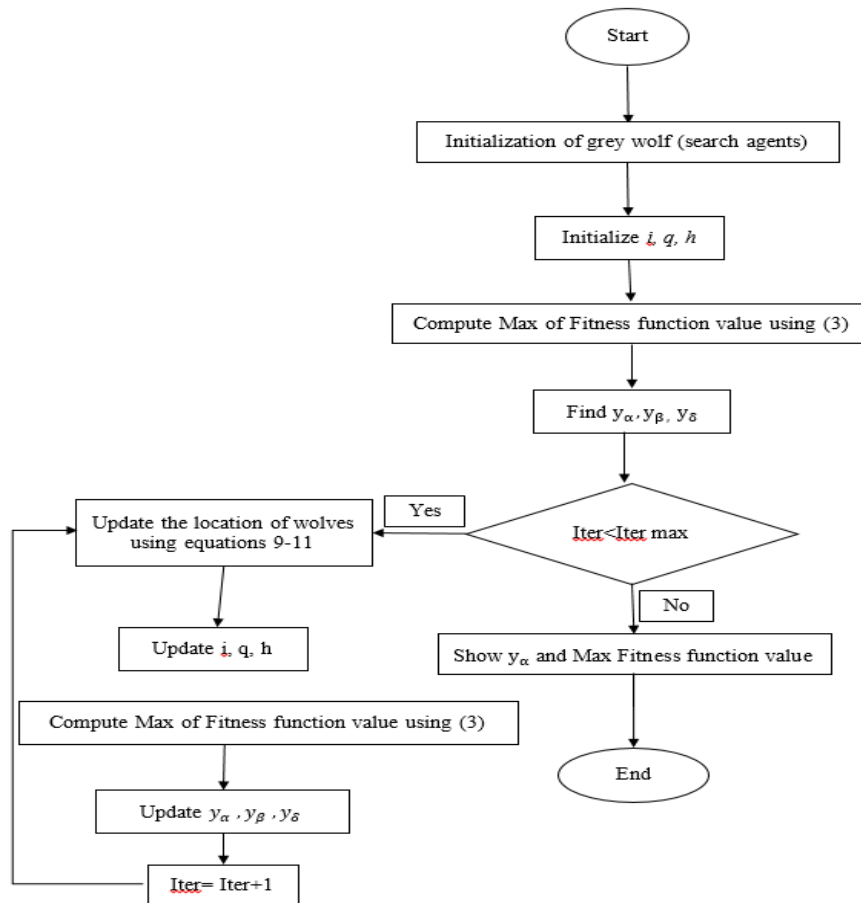 Start
Initialization of grey wolf (search agents)
Initialize i, q, h
Compute Max of Fitness function value using (3)
Find yα, yβ, yδ
Iter<Iter max
Yes
Update the location of wolves
using equations 9-11
Update i, q, h
Compute Max of Fitness function value using (3)
Update yα , yβ , yδ
Iter= Iter+1
No
Show yα and Max Fitness function value
End